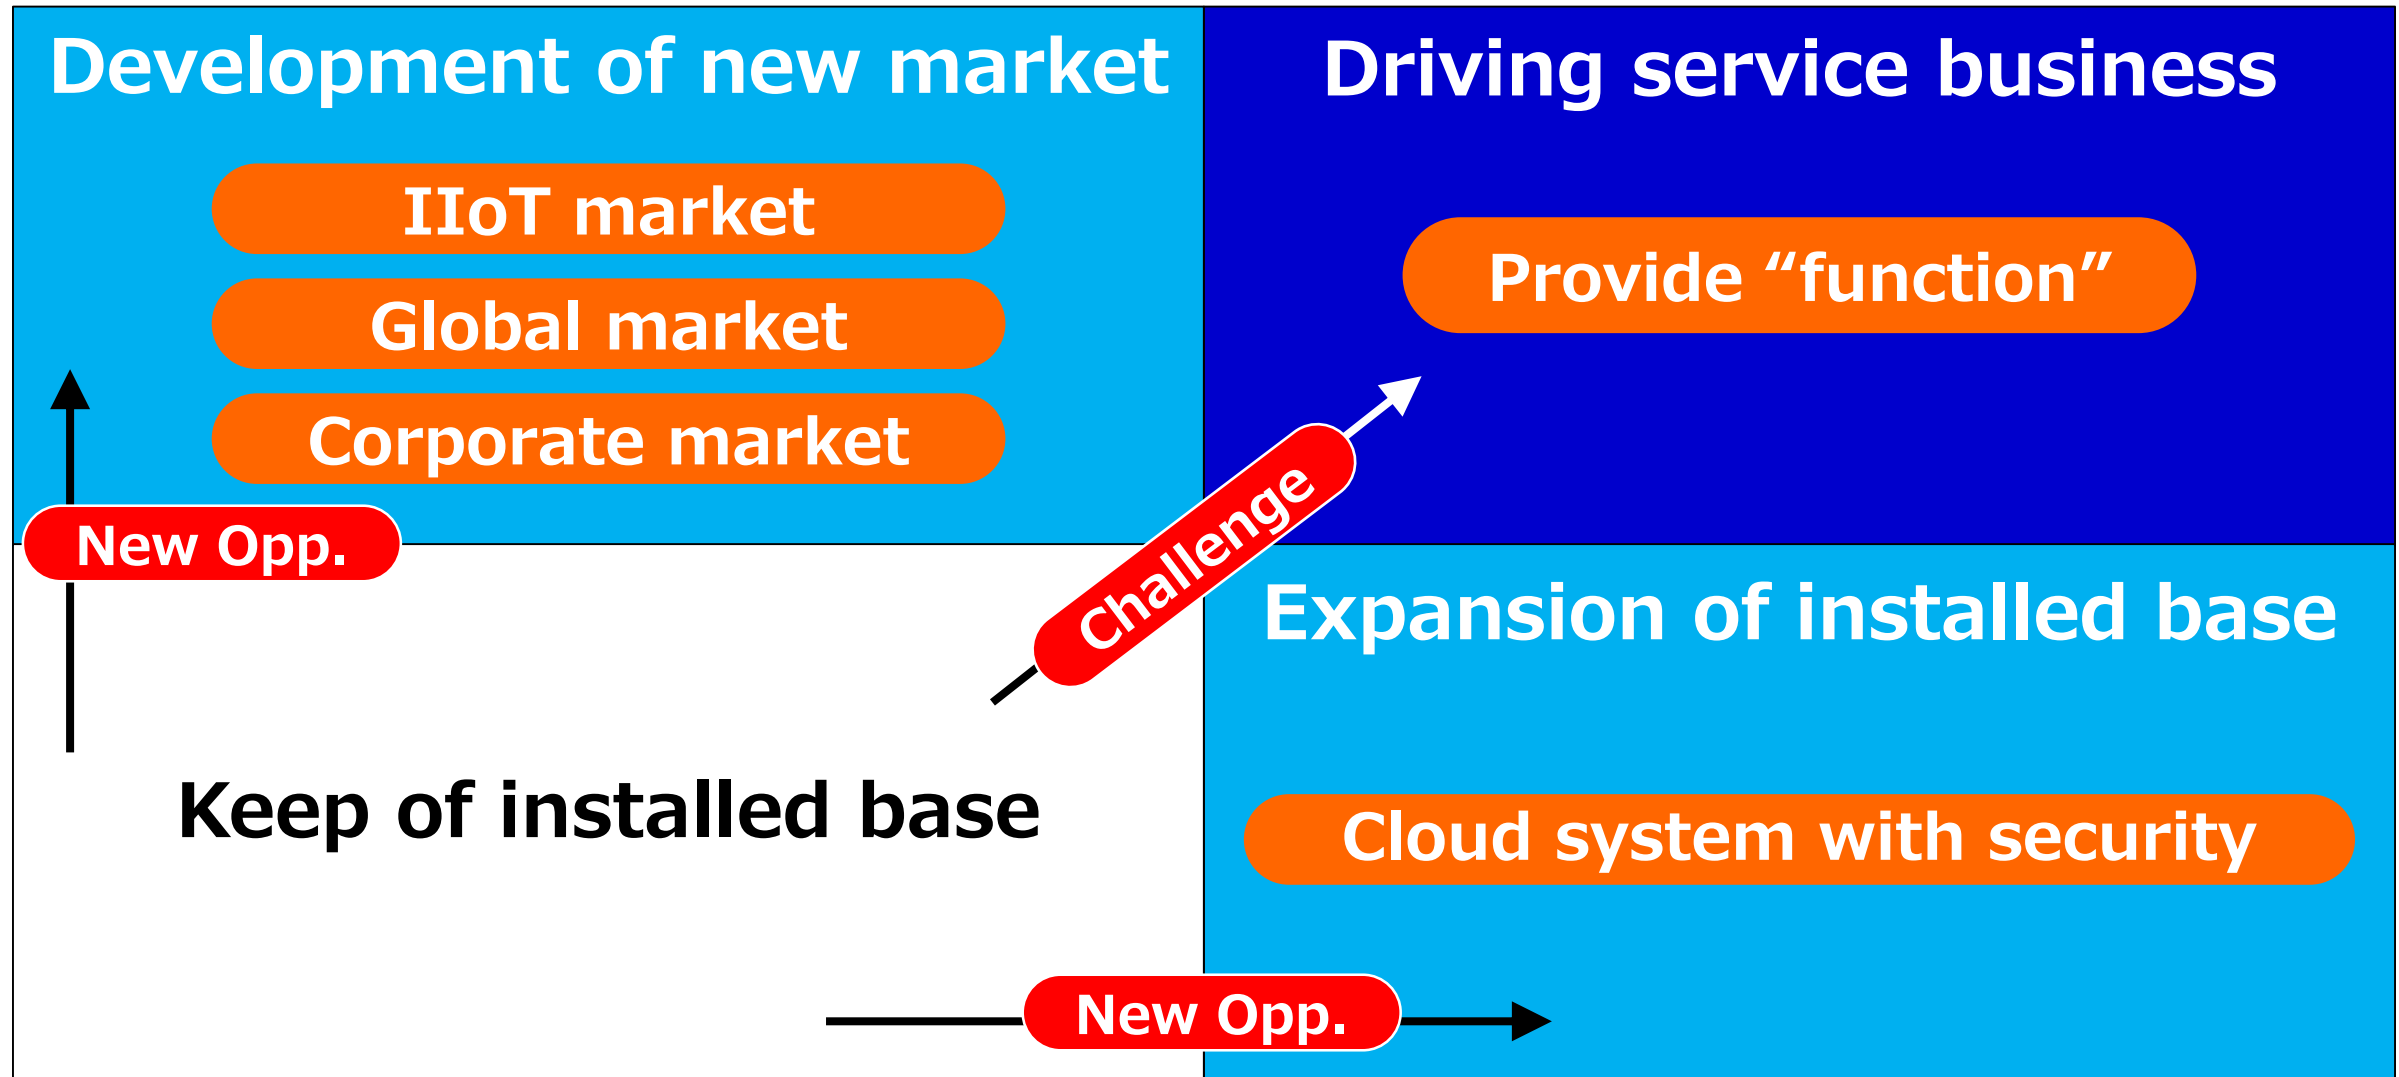 Development of new market
IIoT market
Global market
Corporate market
New Opp.
Driving service business
Provide “function”
Challenge
Keep of installed base
Expansion of installed base
Cloud system with security
New Opp.